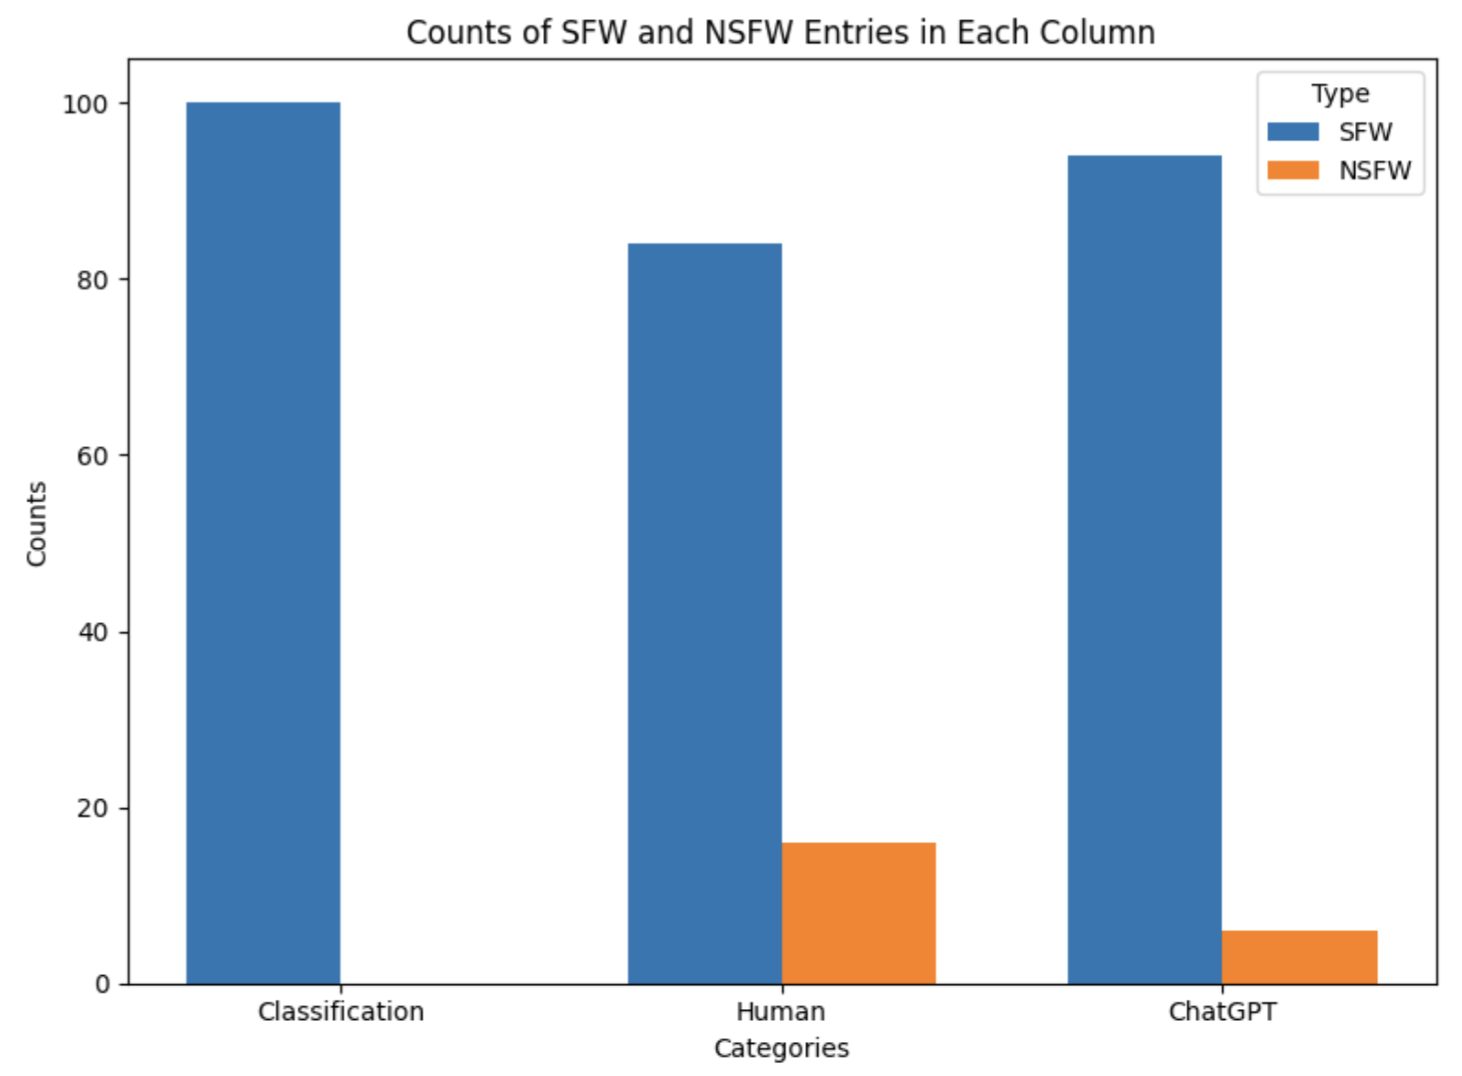 Counts of SFW and NSFW Entries in Each Column
Type
SFW
NSFW
100
80
60
40
20
0
Counts
Classification
Human
ChatGPT
Categories